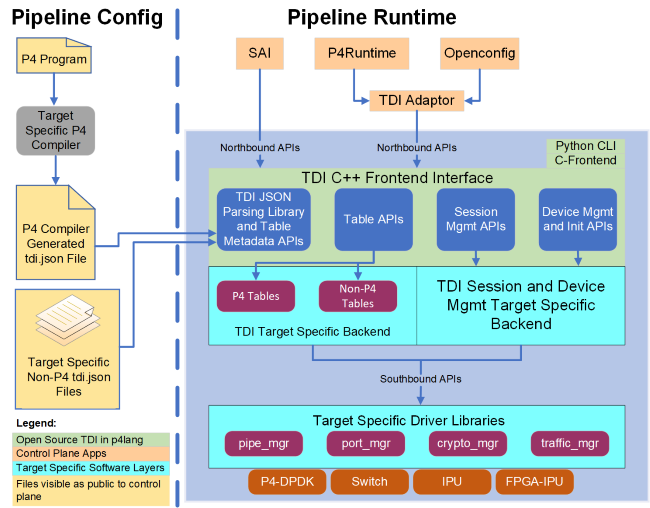 Pipeline Config
Pipeline Runtime
P4 Program
Target
Specific P4
Compiler
P4 Compiler
Generated
tdi.json File
Target Specific
Non-P4 tdi.json
Files
SAI
P4Runtime
Openconfig
TDI Adaptor
Northbound APIs
Northbound APIs
Python CLI
C-Frontend
TDI C++ Frontend Interface
TDI JSON
Parsing Library
and Table
Metadata APIs
Table APIs
Session
Mgmt APIs
Device Mgmt
and Init APIs
P4 Tables
Non-P4
Tables
TDI Target Specific Backend
TDI Session and Device
Mgmt Target Specific
Backend
Southbound APIs
Target Specific Driver Libraries
pipe_mgr
port_mgr
crypto_mgr
traffic_mgr
P4-DPDK
Switch
IPU
FPGA-IPU
Legend:
Open Source TDI in p4lang
Control Plane Apps
Target Specific Software Layers
Files visible as public to control
plane